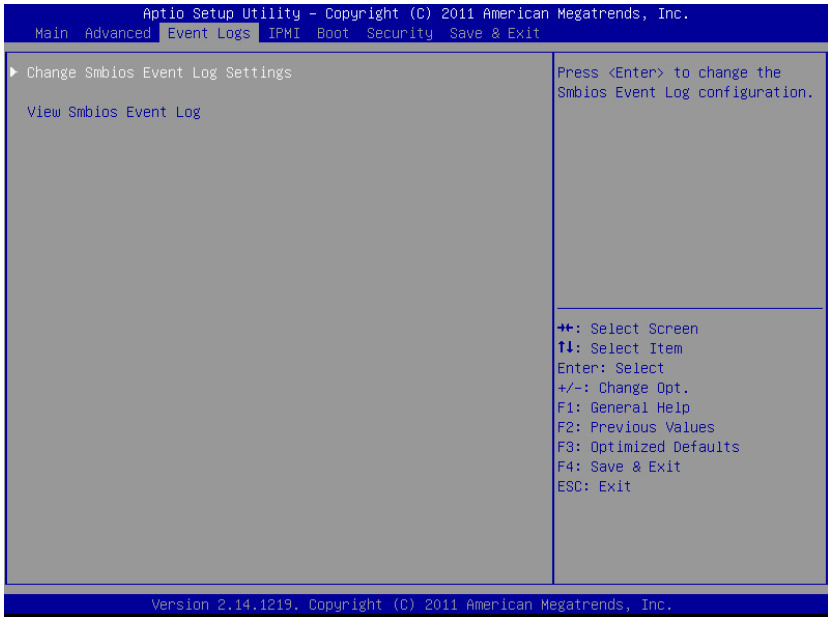 Aptio Setup Utility – Copyright (C) 2011 American Megatrends, Inc.
Main Advanced Event Logs IPMI Boot Security Save & Exit
Change Smbios Event Log Settings
View Smbios Event Log
Press <Enter> to change the
Smbios Event Log configuration.
→←: Select Screen
↑↓: Select Item
Enter: Select
+/-: Change Opt.
F1: General Help
F2: Previous Values
F3: Optimized Defaults
F4: Save & Exit
ESC: Exit
Version 2.14.1219. Copyright (C) 2011 American Megatrends, Inc.